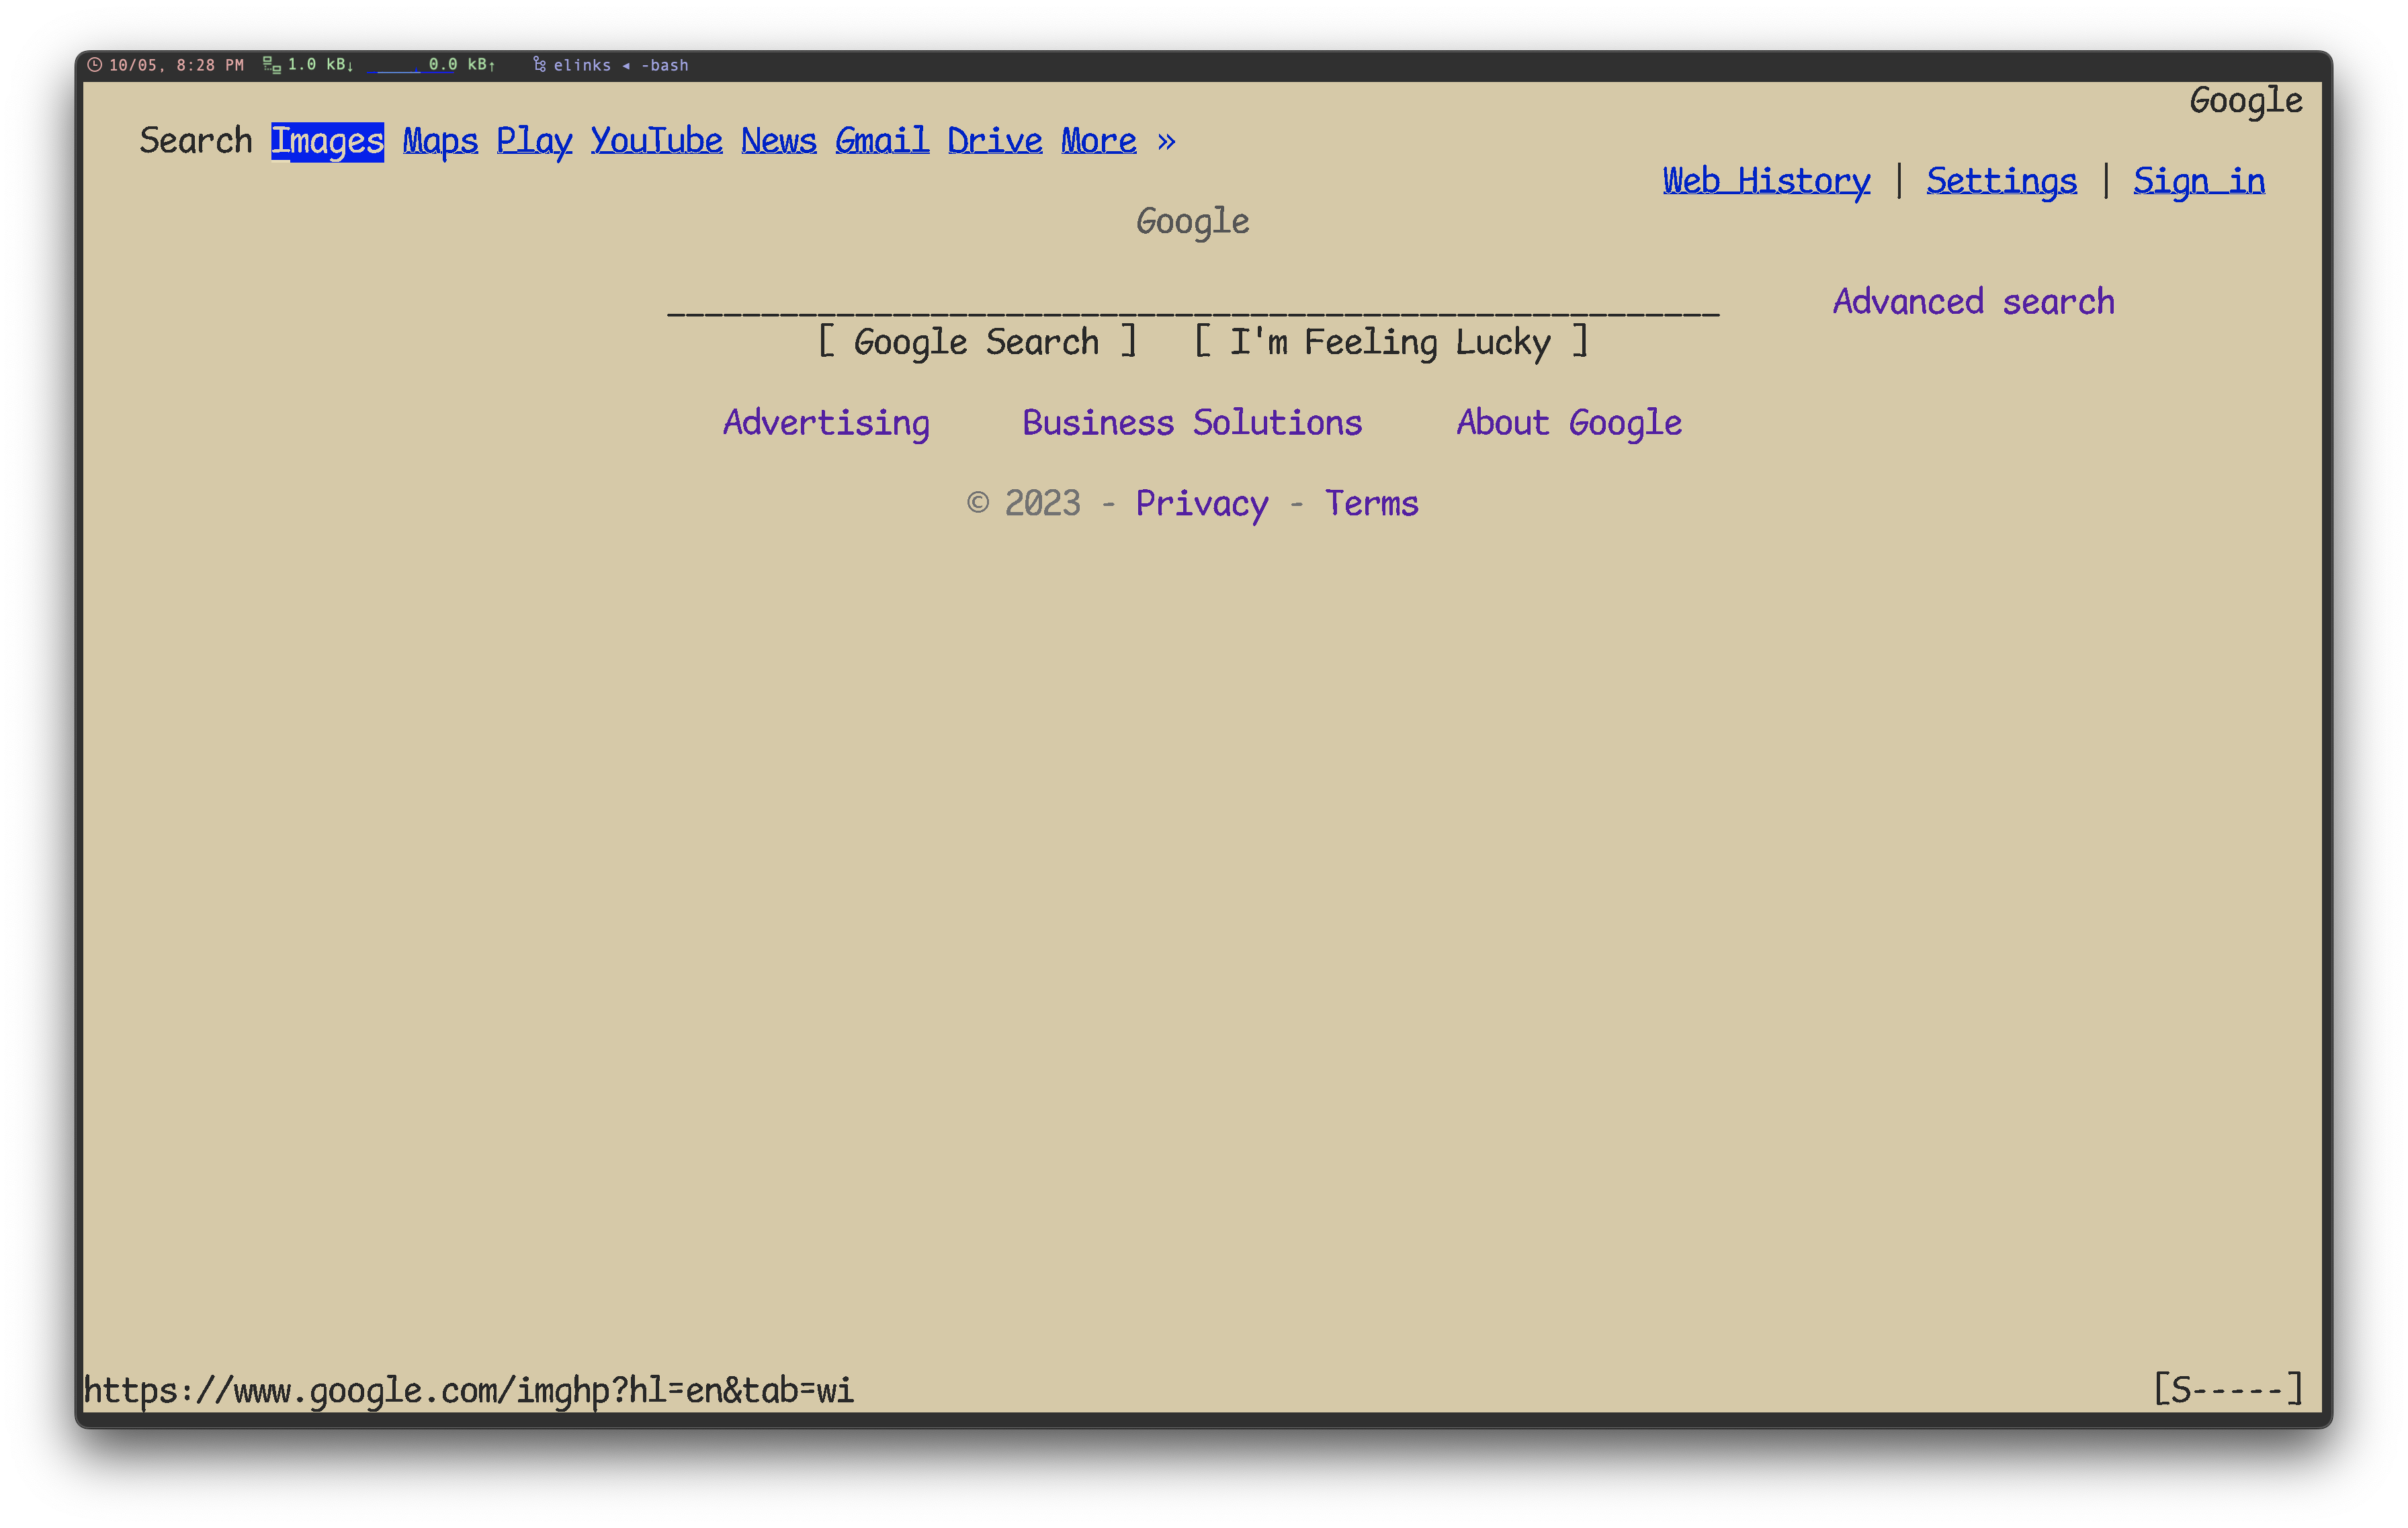 10/05, 8:28 PM 1.0 kB↓ 0.0 kB↑ elinks ◂ -bash
Google
Search Images Maps Play YouTube News Gmail Drive More »
Web History | Settings | Sign in
Google
________________________________________________________ Advanced search
[ Google Search ] [ I'm Feeling Lucky ]
Advertising Business Solutions About Google
© 2023 - Privacy - Terms
https://www.google.com/imghp?hl=en&tab=wi [S-----]